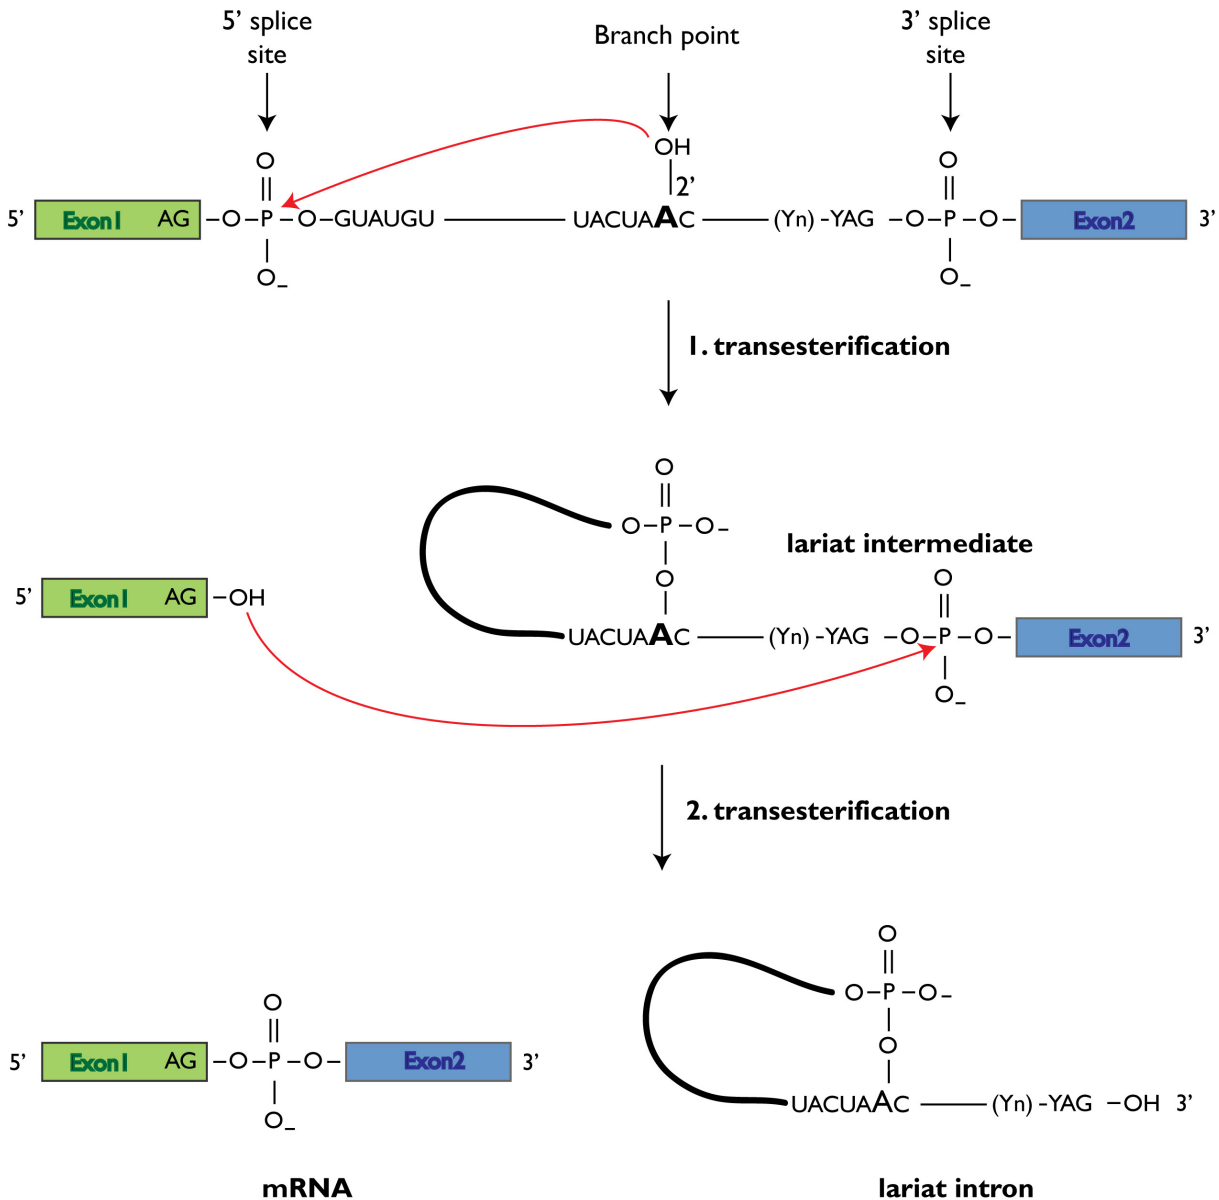 5’ splice
site
Branch point
3’ splice
site
OH
2’
O
O
5’ Exon1 AG –O–P–O–GUAUGU UACUAAC (Yn) -YAG –O–P–O– Exon2 3’
O–
O–
1. transesterification
O
O–P–O–
lariat intermediate
O
O
5’ Exon1 AG –OH
UACUAAC (Yn) -YAG –O–P–O– Exon2 3’
O–
2. transesterification
O
O–P–O–
O
O
5’ Exon1 AG –O–P–O– Exon2 3’
UACUAAC (Yn) -YAG –OH 3’
O–
mRNA
lariat intron